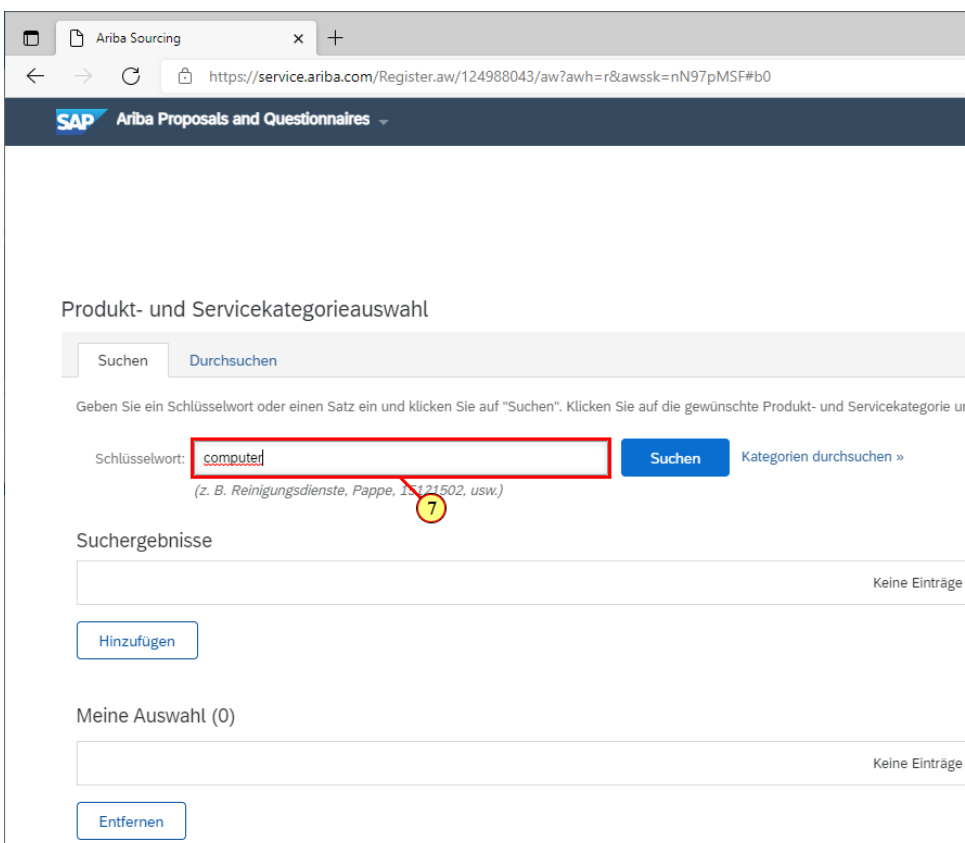 Ariba Sourcing
https://service.ariba.com/Register.aw/124988043/aw?awh=r&awssk=nN97pMSF#b0
SAP Ariba Proposals and Questionnaires
Produkt- und Servicekategorieauswahl
Suchen Durchsuchen
Geben Sie ein Schlüsselwort oder einen Satz ein und klicken Sie auf "Suchen". Klicken Sie auf die gewünschte Produkt- und Servicekategorie
Schlüsselwort: computer Suchen Kategorien durchsuchen »
(z. B. Reinigungsdienste, Pappe, 15121502, usw.)
7
Suchergebnisse
Keine Einträge
Hinzufügen
Meine Auswahl (0)
Keine Einträge
Entfernen